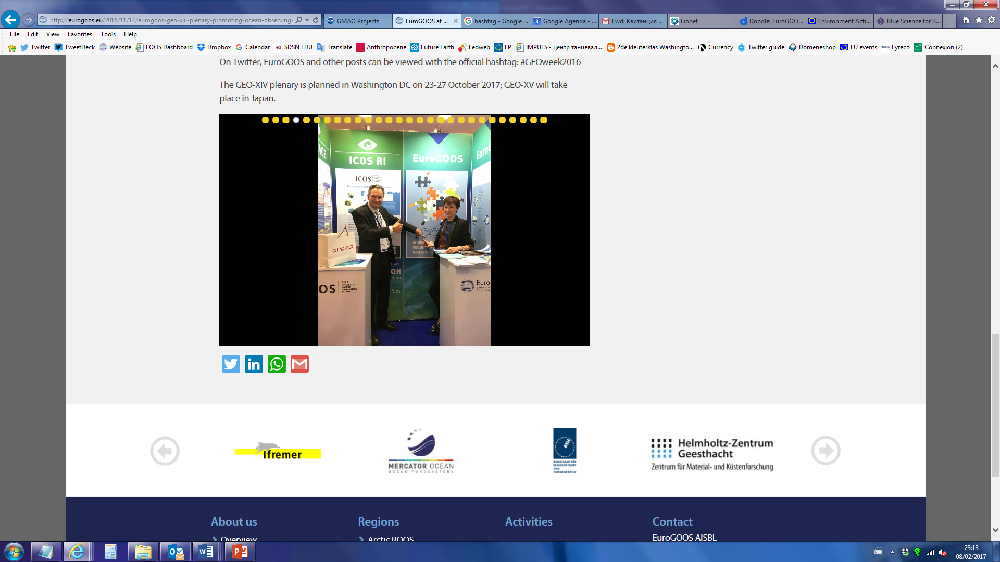 http://eurogoos.eu/2016/11/14/eurogoos-geo-xiii-plenary-promoting-ocean-observing-
GMAO Projects
EuroGOOS at ...
hashtag - Google ...
Google Agenda - ...
Fwd: Квитанция ...
Eionet
Doodle: EuroGOO...
Environment Acti...
Blue Science for B...
File Edit View Favorites Tools Help
Twitter TweetDeck Website EOOS Dashboard Dropbox Calendar SDSN EDU Translate Anthropocene Future Earth Fedweb EP IMPULS - центр танцевал... 2de kleuterklas Washingto... Currency Twitter guide Domeneshop EU events Lyreco Connexion (2)
On Twitter, EuroGOOS and other posts can be viewed with the official hashtag: #GEOweek2016
The GEO-XIV plenary is planned in Washington DC on 23-27 October 2017; GEO-XV will take
place in Japan.
ICOS RI
EuroGOOS
ICOS
CHINA-GEO
OS
INTEGRATED
CARBON
OBSERVATION
SYSTEM
Ifremer
MERCATOR OCEAN
OCEAN FORECASTERS
BSH
BUNDESAMT FÜR
SEESCHIFFFAHRT
UND
HYDROGRAPHIE
Helmholtz-Zentrum
Geesthacht
Zentrum für Material- und Küstenforschung
About us
Regions
Activities
Contact
Overview
Arctic ROOS
EuroGOOS AISBL
23:13
08/02/2017